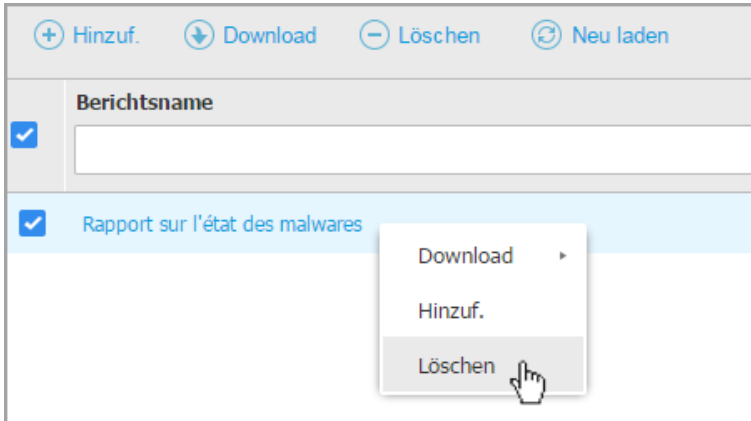 Hinzuf. Download Löschen Neu laden
Berichtsname
Rapport sur l'état des malwares
Download
Hinzuf.
Löschen